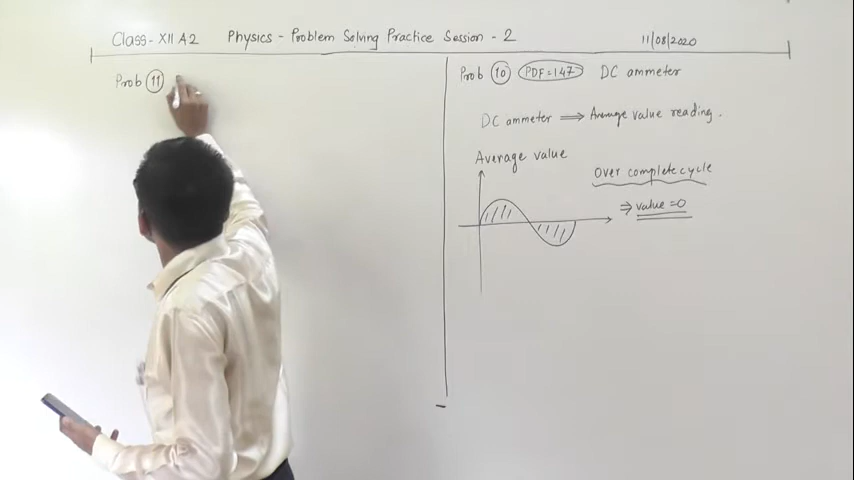 Class- XII A2 Physics - Problem Solving Practice Session - 2 11/08/2020
Prob 11
Prob 10 PDF=147 DC ammeter
DC ammeter ⟹ Average value reading.
Average value
Over complete cycle
⇒ value = 0